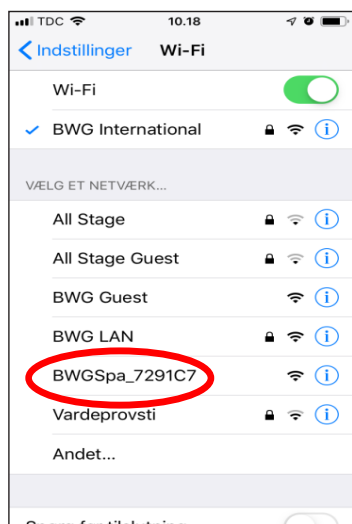 TDC 10.18
Indstillinger Wi-Fi
Wi-Fi
BWG International
VÆLG ET NETVÆRK...
All Stage
All Stage Guest
BWG Guest
BWG LAN
BWGSpa_7291C7
Vardeprovsti
Andet...